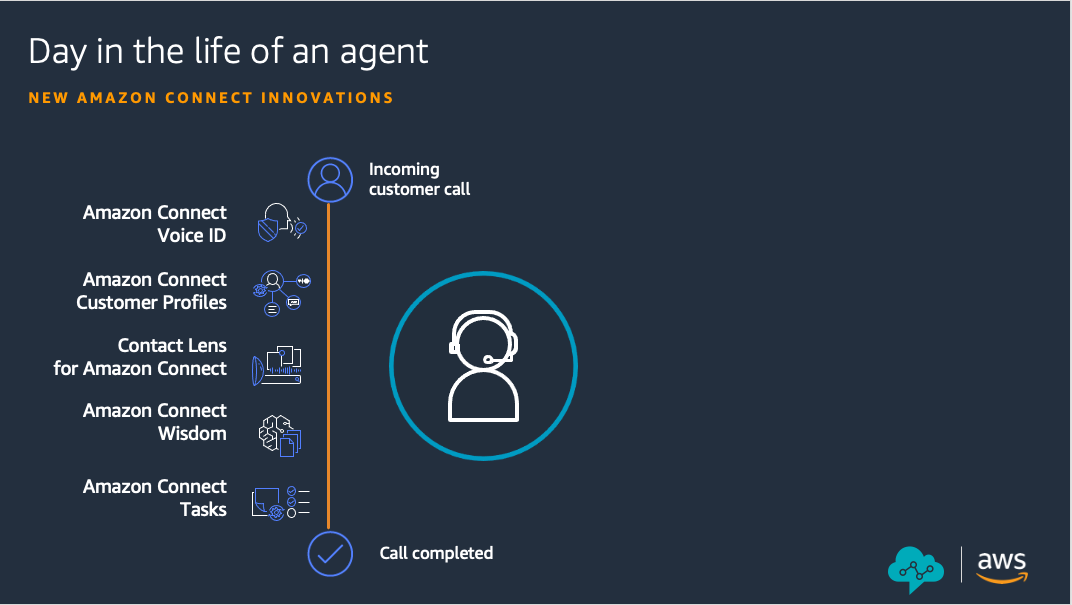 Day in the life of an agent
NEW AMAZON CONNECT INNOVATIONS
Incoming
customer call
Amazon Connect
Voice ID
Amazon Connect
Customer Profiles
Contact Lens
for Amazon Connect
Amazon Connect
Wisdom
Amazon Connect
Tasks
Call completed
aws